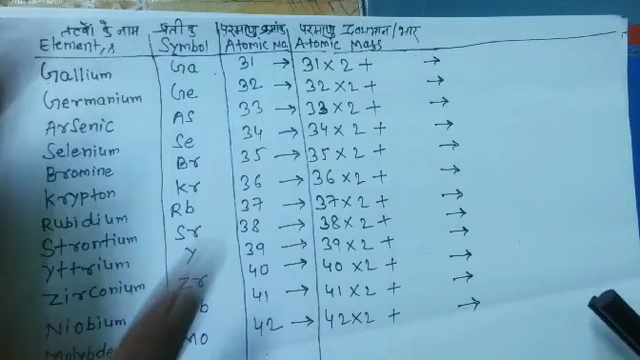 तत्वों के नाम प्रतीक परमाणु क्रमांक परमाणु द्रव्यमान/भार
Element,s Symbol Atomic No Atomic Mass
Gallium Ga 31 → 31 × 2 + →
Germanium Ge 32 → 32 × 2 + →
Arsenic As 33 → 33 × 2 + →
Selenium Se 34 → 34 × 2 + →
Bromine Br 35 → 35 × 2 + →
Krypton Kr 36 → 36 × 2 + →
Rubidium Rb 37 → 37 × 2 + →
Strontium Sr 38 → 38 × 2 + →
Yttrium Y 39 → 39 × 2 + →
Zirconium Zr 40 → 40 × 2 + →
Niobium b 41 → 41 × 2 + →
Molybde Mo 42 → 42 × 2 + →